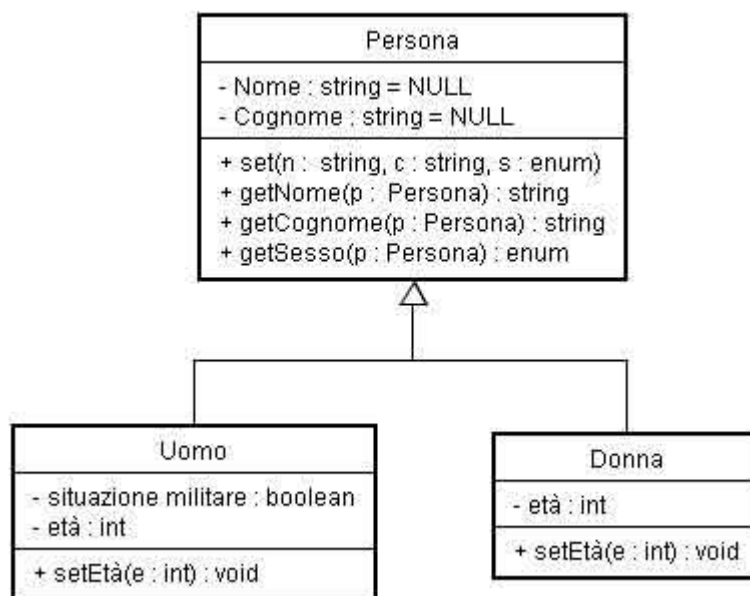 Persona
- Nome : string = NULL
- Cognome : string = NULL
+ set(n : string, c : string, s : enum)
+ getNome(p : Persona) : string
+ getCognome(p : Persona) : string
+ getSesso(p : Persona) : enum
Uomo
- situazione militare : boolean
- età : int
+ setEtà(e : int) : void
Donna
- età : int
+ setEtà(e : int) : void